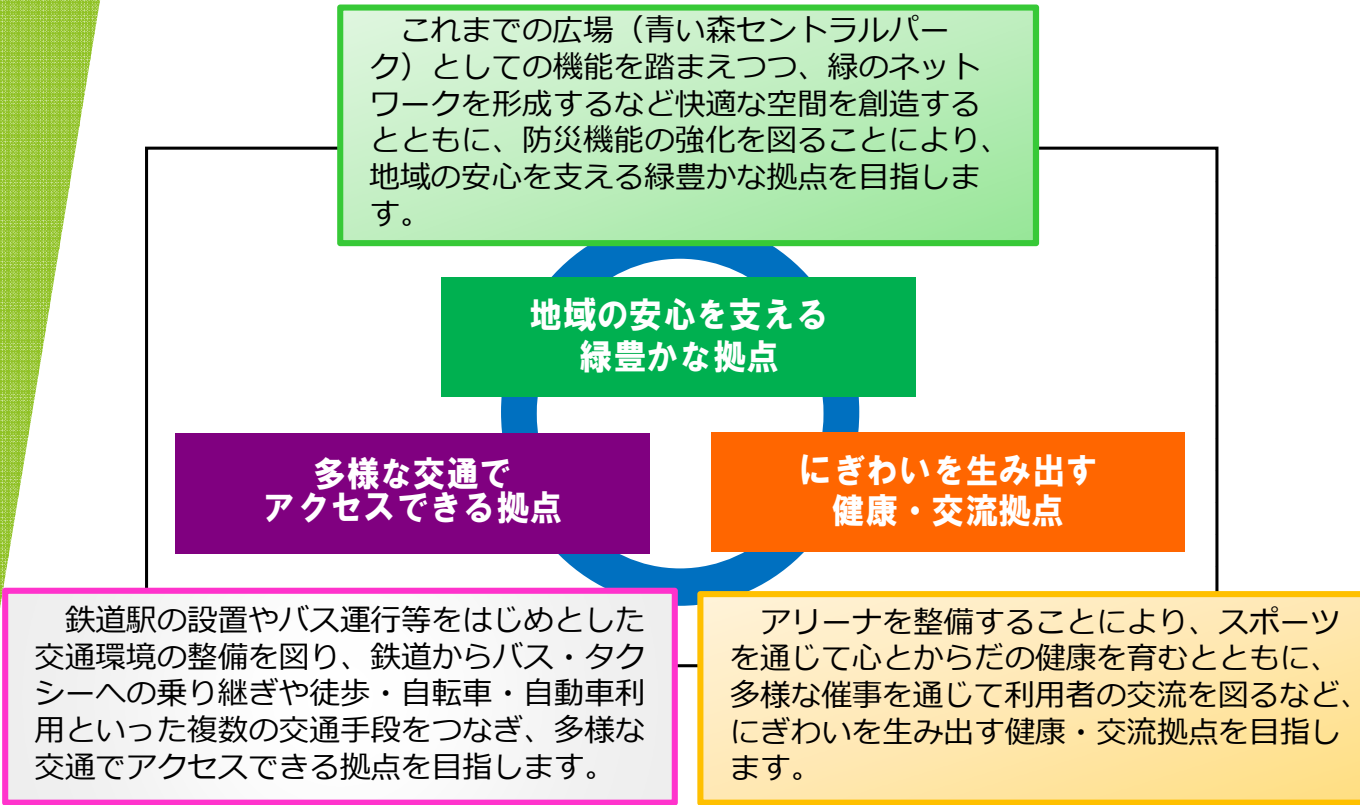 これまでの広場（青い森セントラルパー
ク）としての機能を踏まえつつ、緑のネット
ワークを形成するなど快適な空間を創造する
とともに、防災機能の強化を図ることにより、
地域の安心を支える緑豊かな拠点を目指しま
す。
地域の安心を支える
緑豊かな拠点
多様な交通で
アクセスできる拠点
にぎわいを生み出す
健康・交流拠点
鉄道駅の設置やバス運行等をはじめとした
交通環境の整備を図り、鉄道からバス・タク
シーへの乗り継ぎや徒歩・自転車・自動車利
用といった複数の交通手段をつなぎ、多様な
交通でアクセスできる拠点を目指します。
アリーナを整備することにより、スポーツ
を通じて心とからだの健康を育むとともに、
多様な催事を通じて利用者の交流を図るなど、
にぎわいを生み出す健康・交流拠点を目指し
ます。